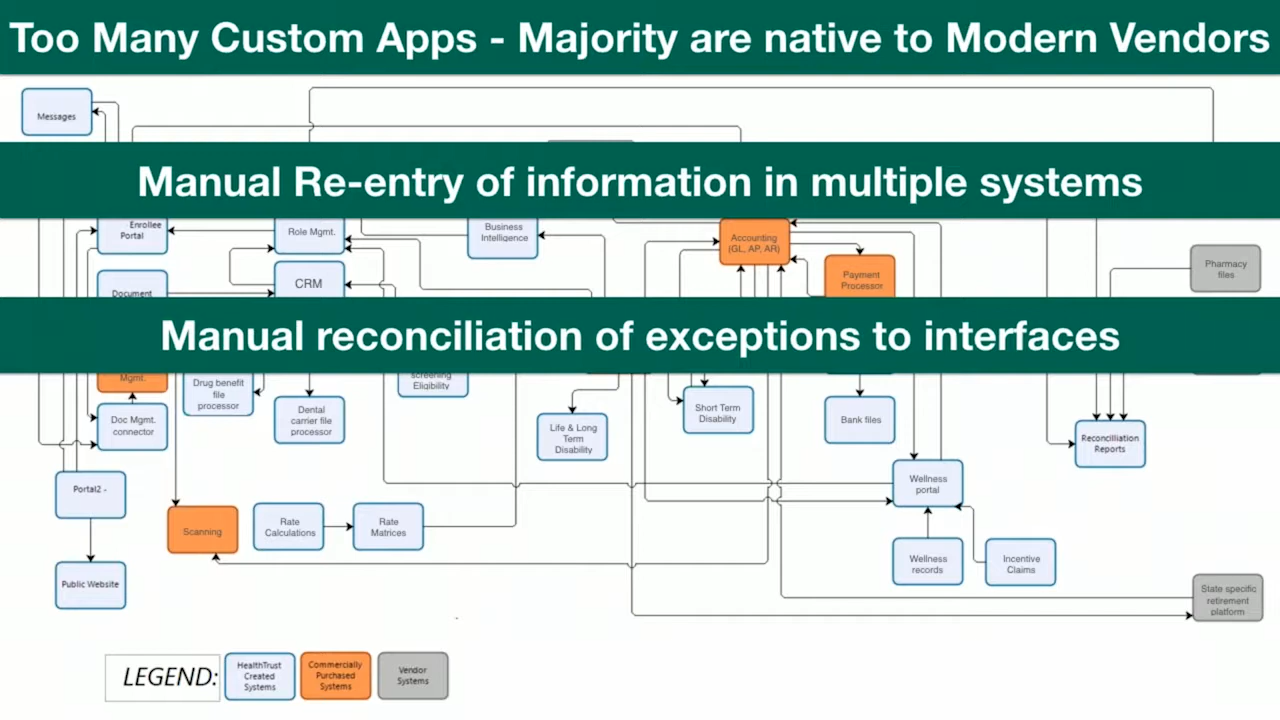 Too Many Custom Apps - Majority are native to Modern Vendors
Messages
Manual Re-entry of information in multiple systems
Enrollee
Portal
Role Mgmt.
Business
Intelligence
Accounting
(GL, AP, AR)
Payment
Processor
Pharmacy
files
CRM
Document
Manual reconciliation of exceptions to interfaces
Mgmt.
Drug benefit
file
processor
screening
Eligibility
Doc Mgmt.
connector
Dental
carrier file
processor
Life & Long
Term
Disability
Short Term
Disability
Bank files
Reconcilliation
Reports
Portal2 -
Wellness
portal
Scanning
Rate
Calculations
Rate
Matrices
Public Website
Wellness
records
Incentive
Claims
State specific
retirement
platform
LEGEND:
HealthTrust
Created
Systems
Commercially
Purchased
Systems
Vendor
Systems